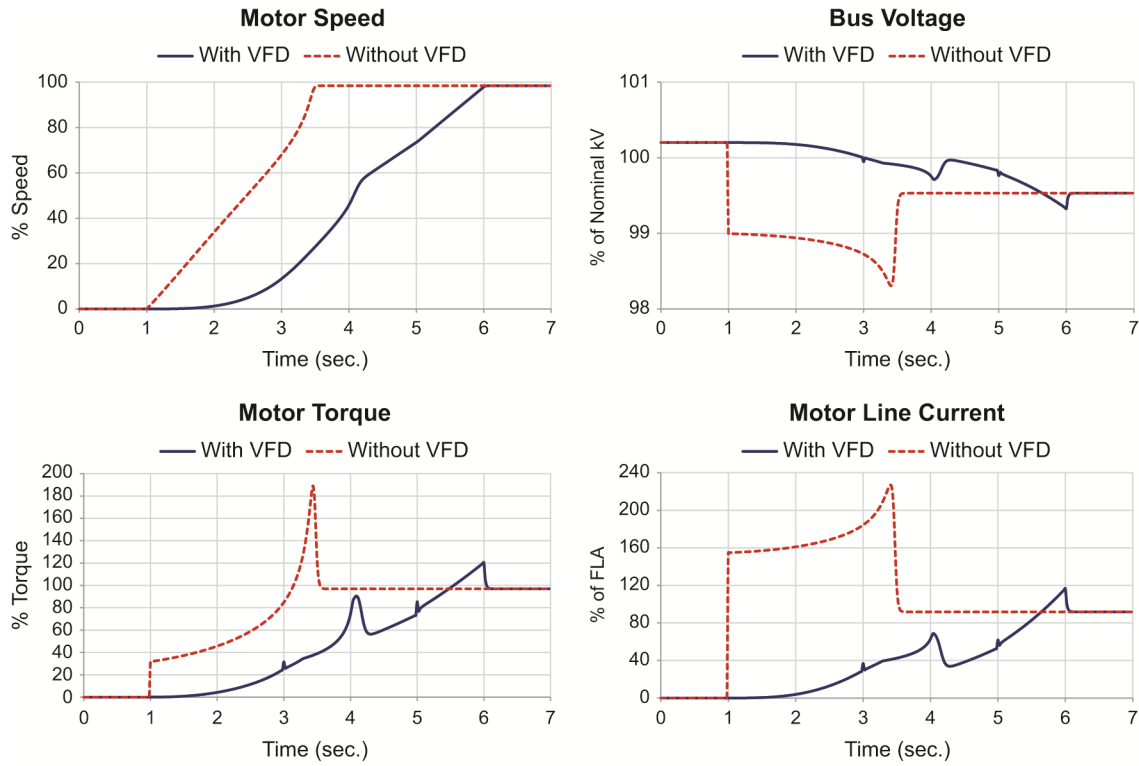 Motor Speed
With VFD Without VFD
% Speed
100
80
60
40
20
0
0 1 2 3 4 5 6 7
Time (sec.)
Bus Voltage
With VFD Without VFD
% of Nominal kV
101
100
99
98
0 1 2 3 4 5 6 7
Time (sec.)
Motor Torque
With VFD Without VFD
% Torque
200
180
160
140
120
100
80
60
40
20
0
0 1 2 3 4 5 6 7
Time (sec.)
Motor Line Current
With VFD Without VFD
% of FLA
240
200
160
120
80
40
0
0 1 2 3 4 5 6 7
Time (sec.)